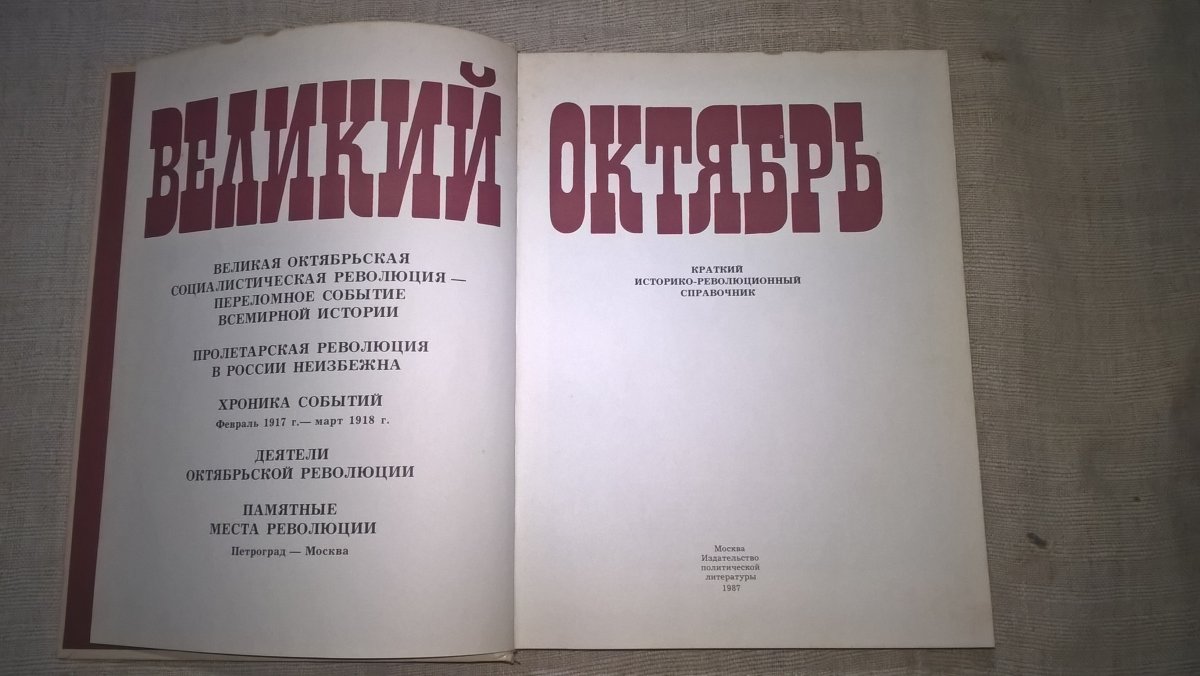 ВЕЛИКИЙ
ВЕЛИКАЯ ОКТЯБРЬСКАЯ
СОЦИАЛИСТИЧЕСКАЯ РЕВОЛЮЦИЯ —
ПЕРЕЛОМНОЕ СОБЫТИЕ
ВСЕМИРНОЙ ИСТОРИИ
ПРОЛЕТАРСКАЯ РЕВОЛЮЦИЯ
В РОССИИ НЕИЗБЕЖНА
ХРОНИКА СОБЫТИЙ
Февраль 1917 г.— март 1918 г.
ДЕЯТЕЛИ
ОКТЯБРЬСКОЙ РЕВОЛЮЦИИ
ПАМЯТНЫЕ
МЕСТА РЕВОЛЮЦИИ
Петроград — Москва
ОКТЯБРЬ
КРАТКИЙ
ИСТОРИКО-РЕВОЛЮЦИОННЫЙ
СПРАВОЧНИК
Москва
Издательство
политической
литературы
1987